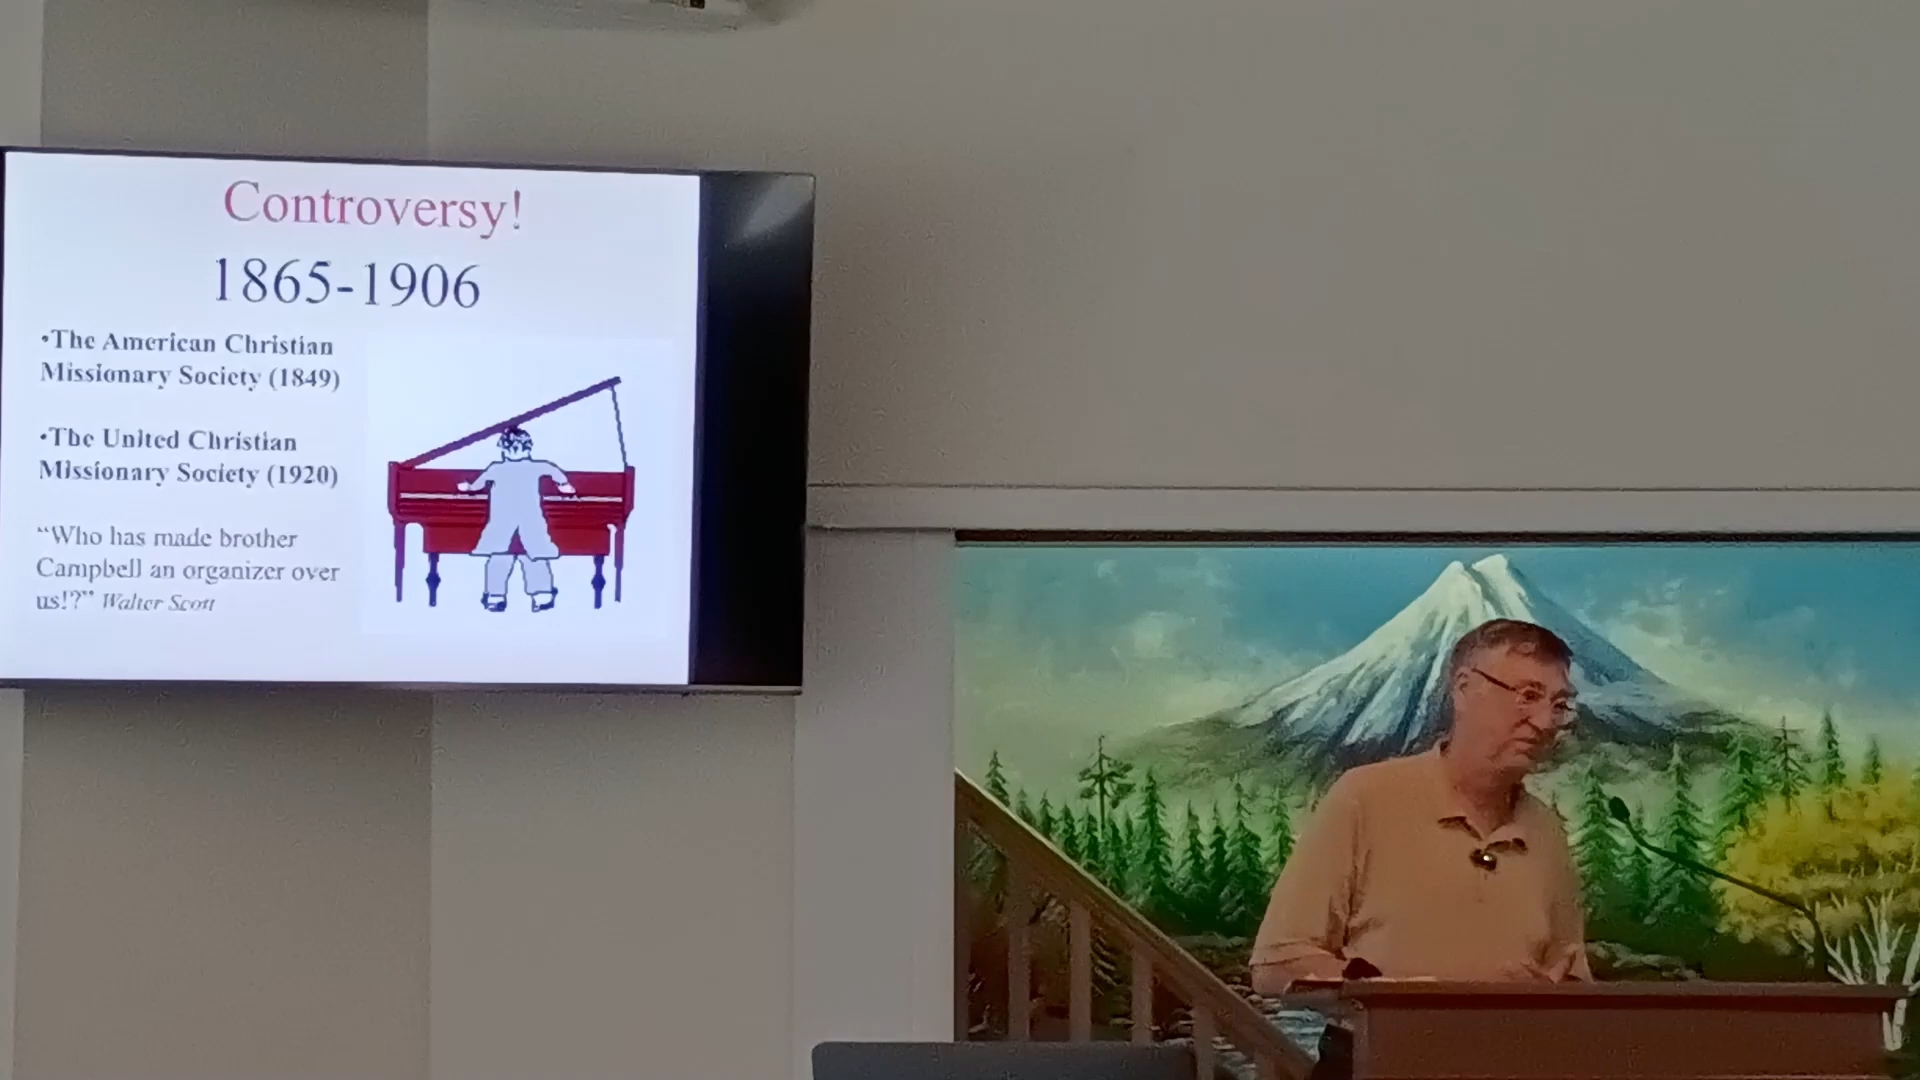 Controversy!
1865-1906
•The American Christian
Missionary Society (1849)
•The United Christian
Missionary Society (1920)
“Who has made brother
Campbell an organizer over
us!?” Walter Scott